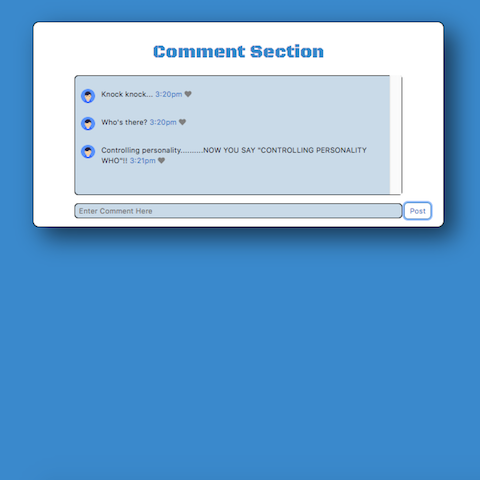 Comment Section
Knock knock... 3:20pm
Who's there? 3:20pm
Controlling personality..........NOW YOU SAY "CONTROLLING PERSONALITY
WHO"!! 3:21pm
Enter Comment Here
Post